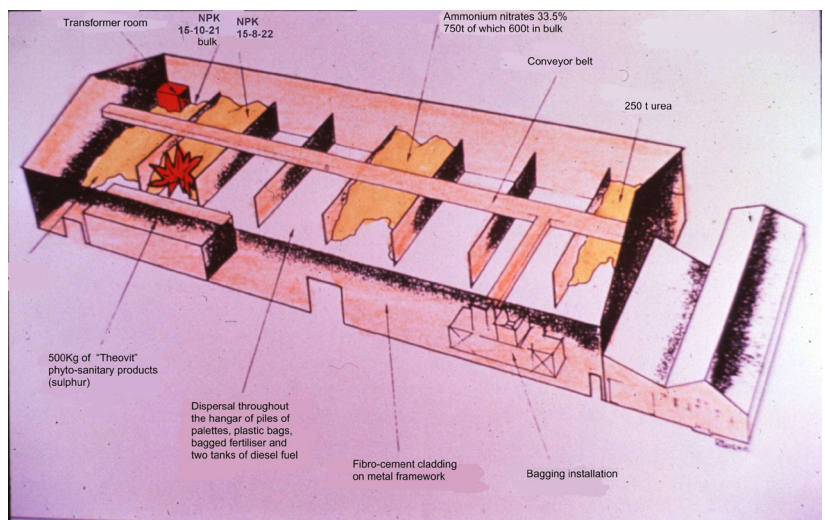 Transformer room
NPK
15-10-21
bulk
NPK
15-8-22
Ammonium nitrates 33.5%
750t of which 600t in bulk
Conveyor belt
250 t urea
500Kg of “Theovit”
phyto-sanitary products
(sulphur)
Dispersal throughout
the hangar of piles of
palettes, plastic bags,
bagged fertiliser and
two tanks of diesel fuel
Fibro-cement cladding
on metal framework
Bagging installation